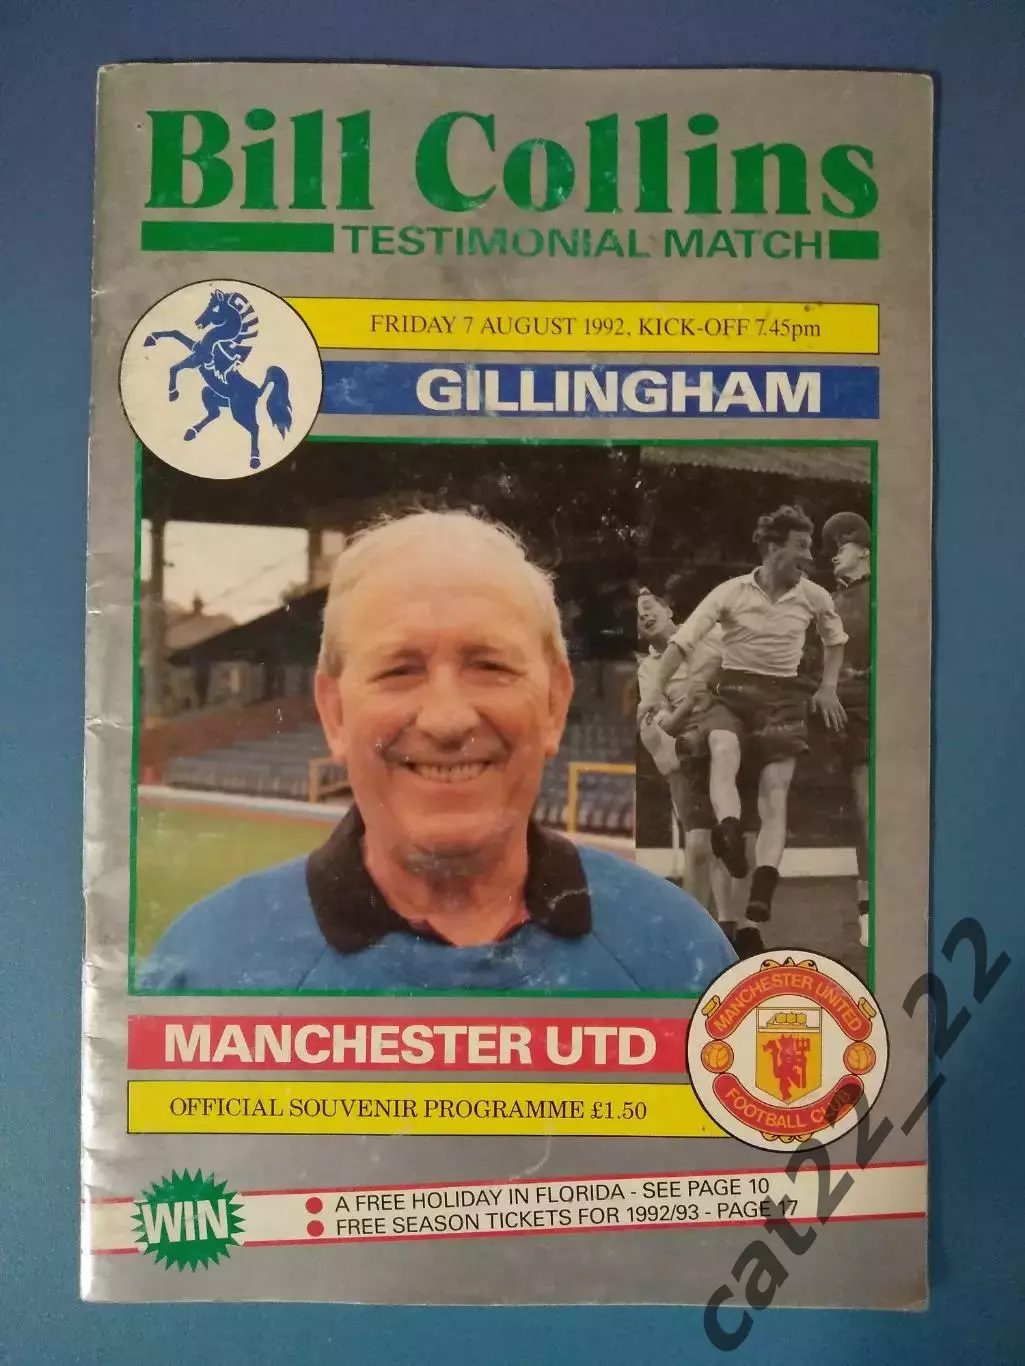 Bill Collins
TESTIMONIAL MATCH
FRIDAY 7 AUGUST 1992, KICK-OFF 7.45pm
GILLINGHAM
MANCHESTER UTD
MANCHESTER UNITED
FOOTBALL CLUB
OFFICIAL SOUVENIR PROGRAMME £1.50
WIN
● A FREE HOLIDAY IN FLORIDA - SEE PAGE 10
● FREE SEASON TICKETS FOR 1992/93 - PAGE 17
cat22_22